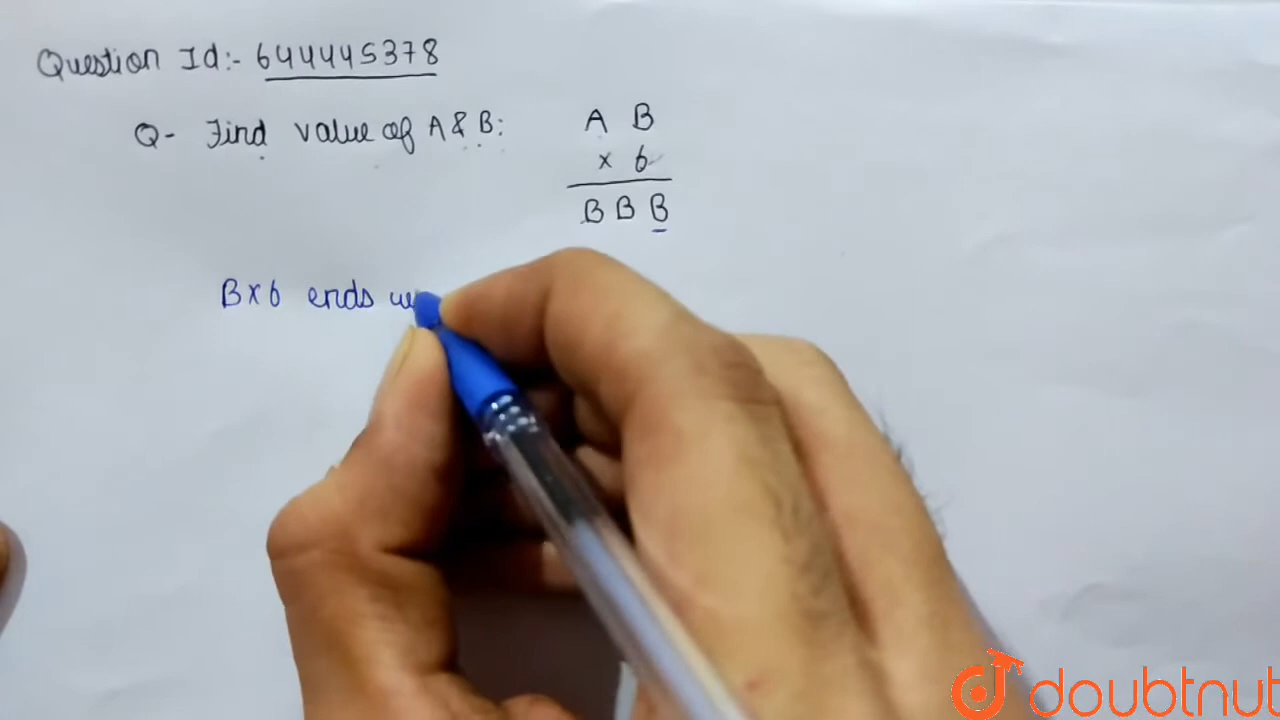 Question Id:- 644445378
Q- Find value of A & B:
A B
x 6
B B B
B x 6 ends
doubtnut